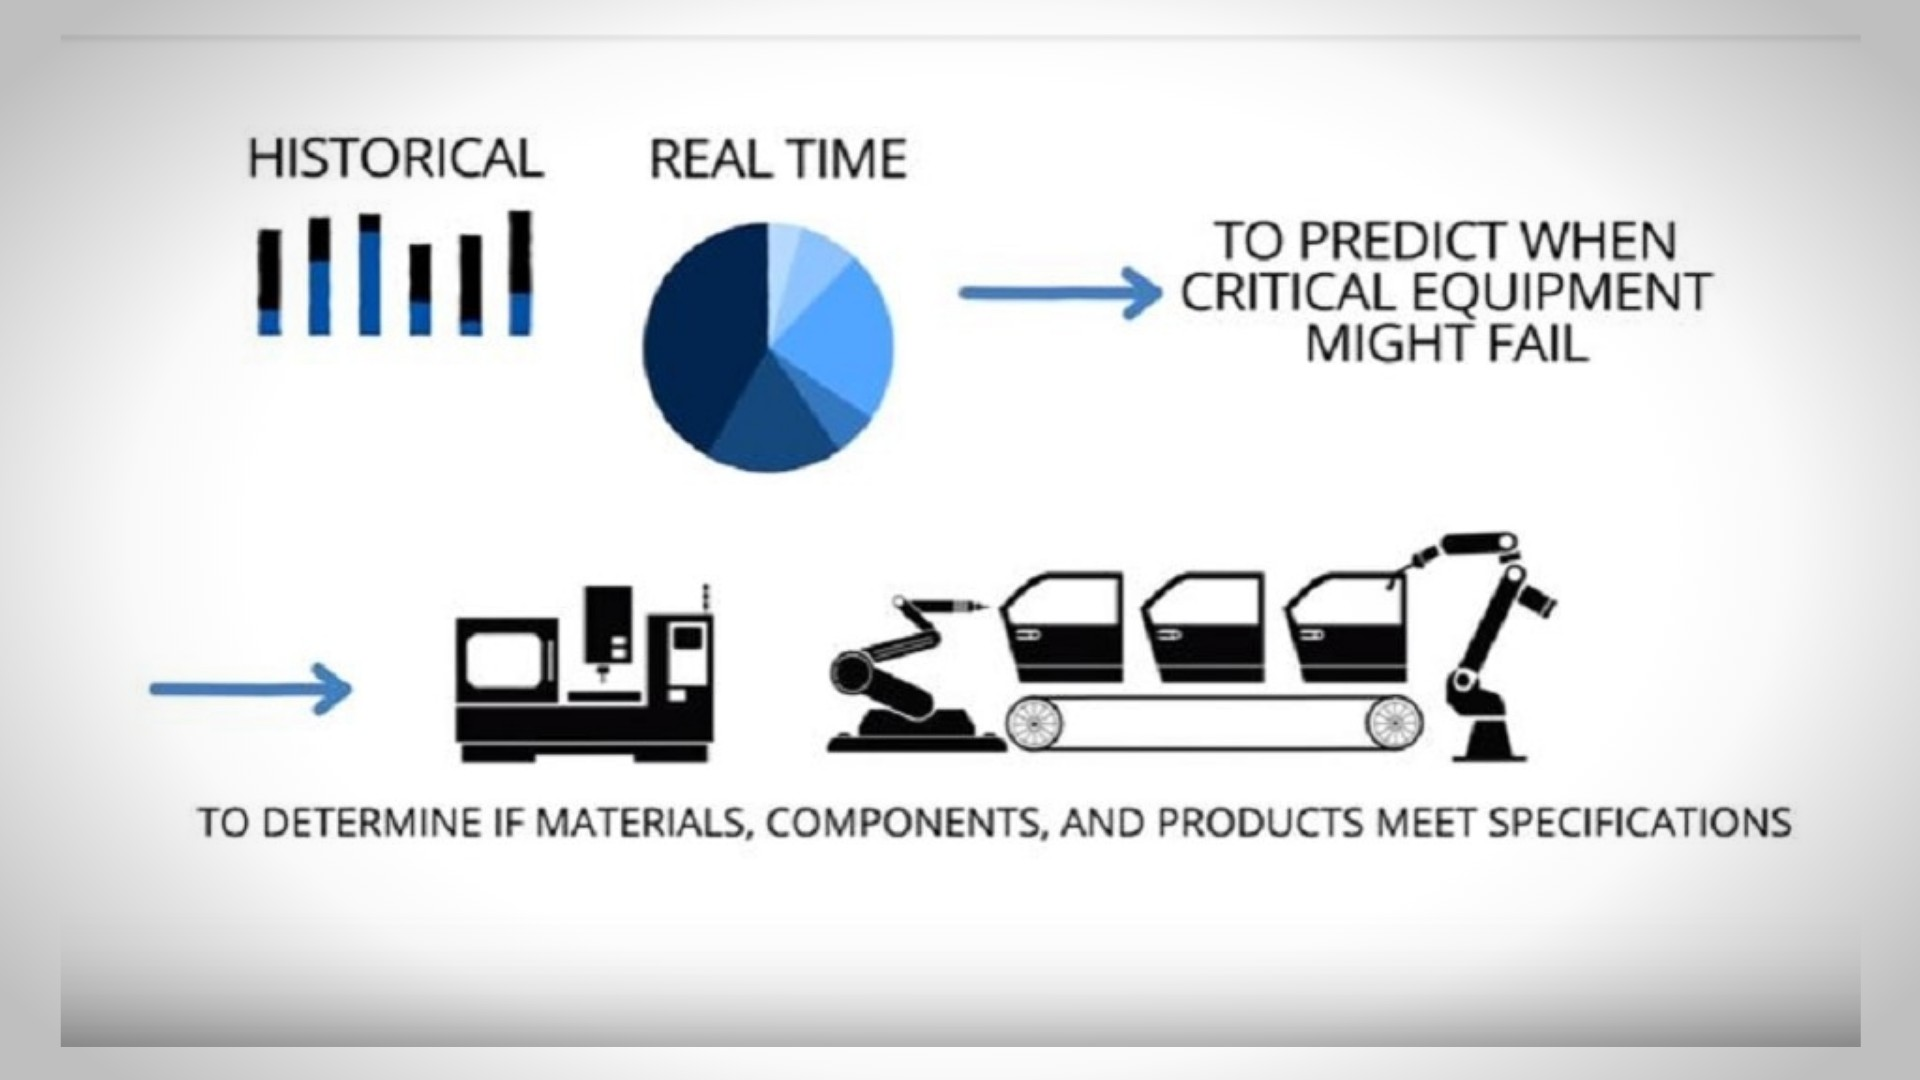 HISTORICAL
REAL TIME
TO PREDICT WHEN
CRITICAL EQUIPMENT
MIGHT FAIL
TO DETERMINE IF MATERIALS, COMPONENTS, AND PRODUCTS MEET SPECIFICATIONS